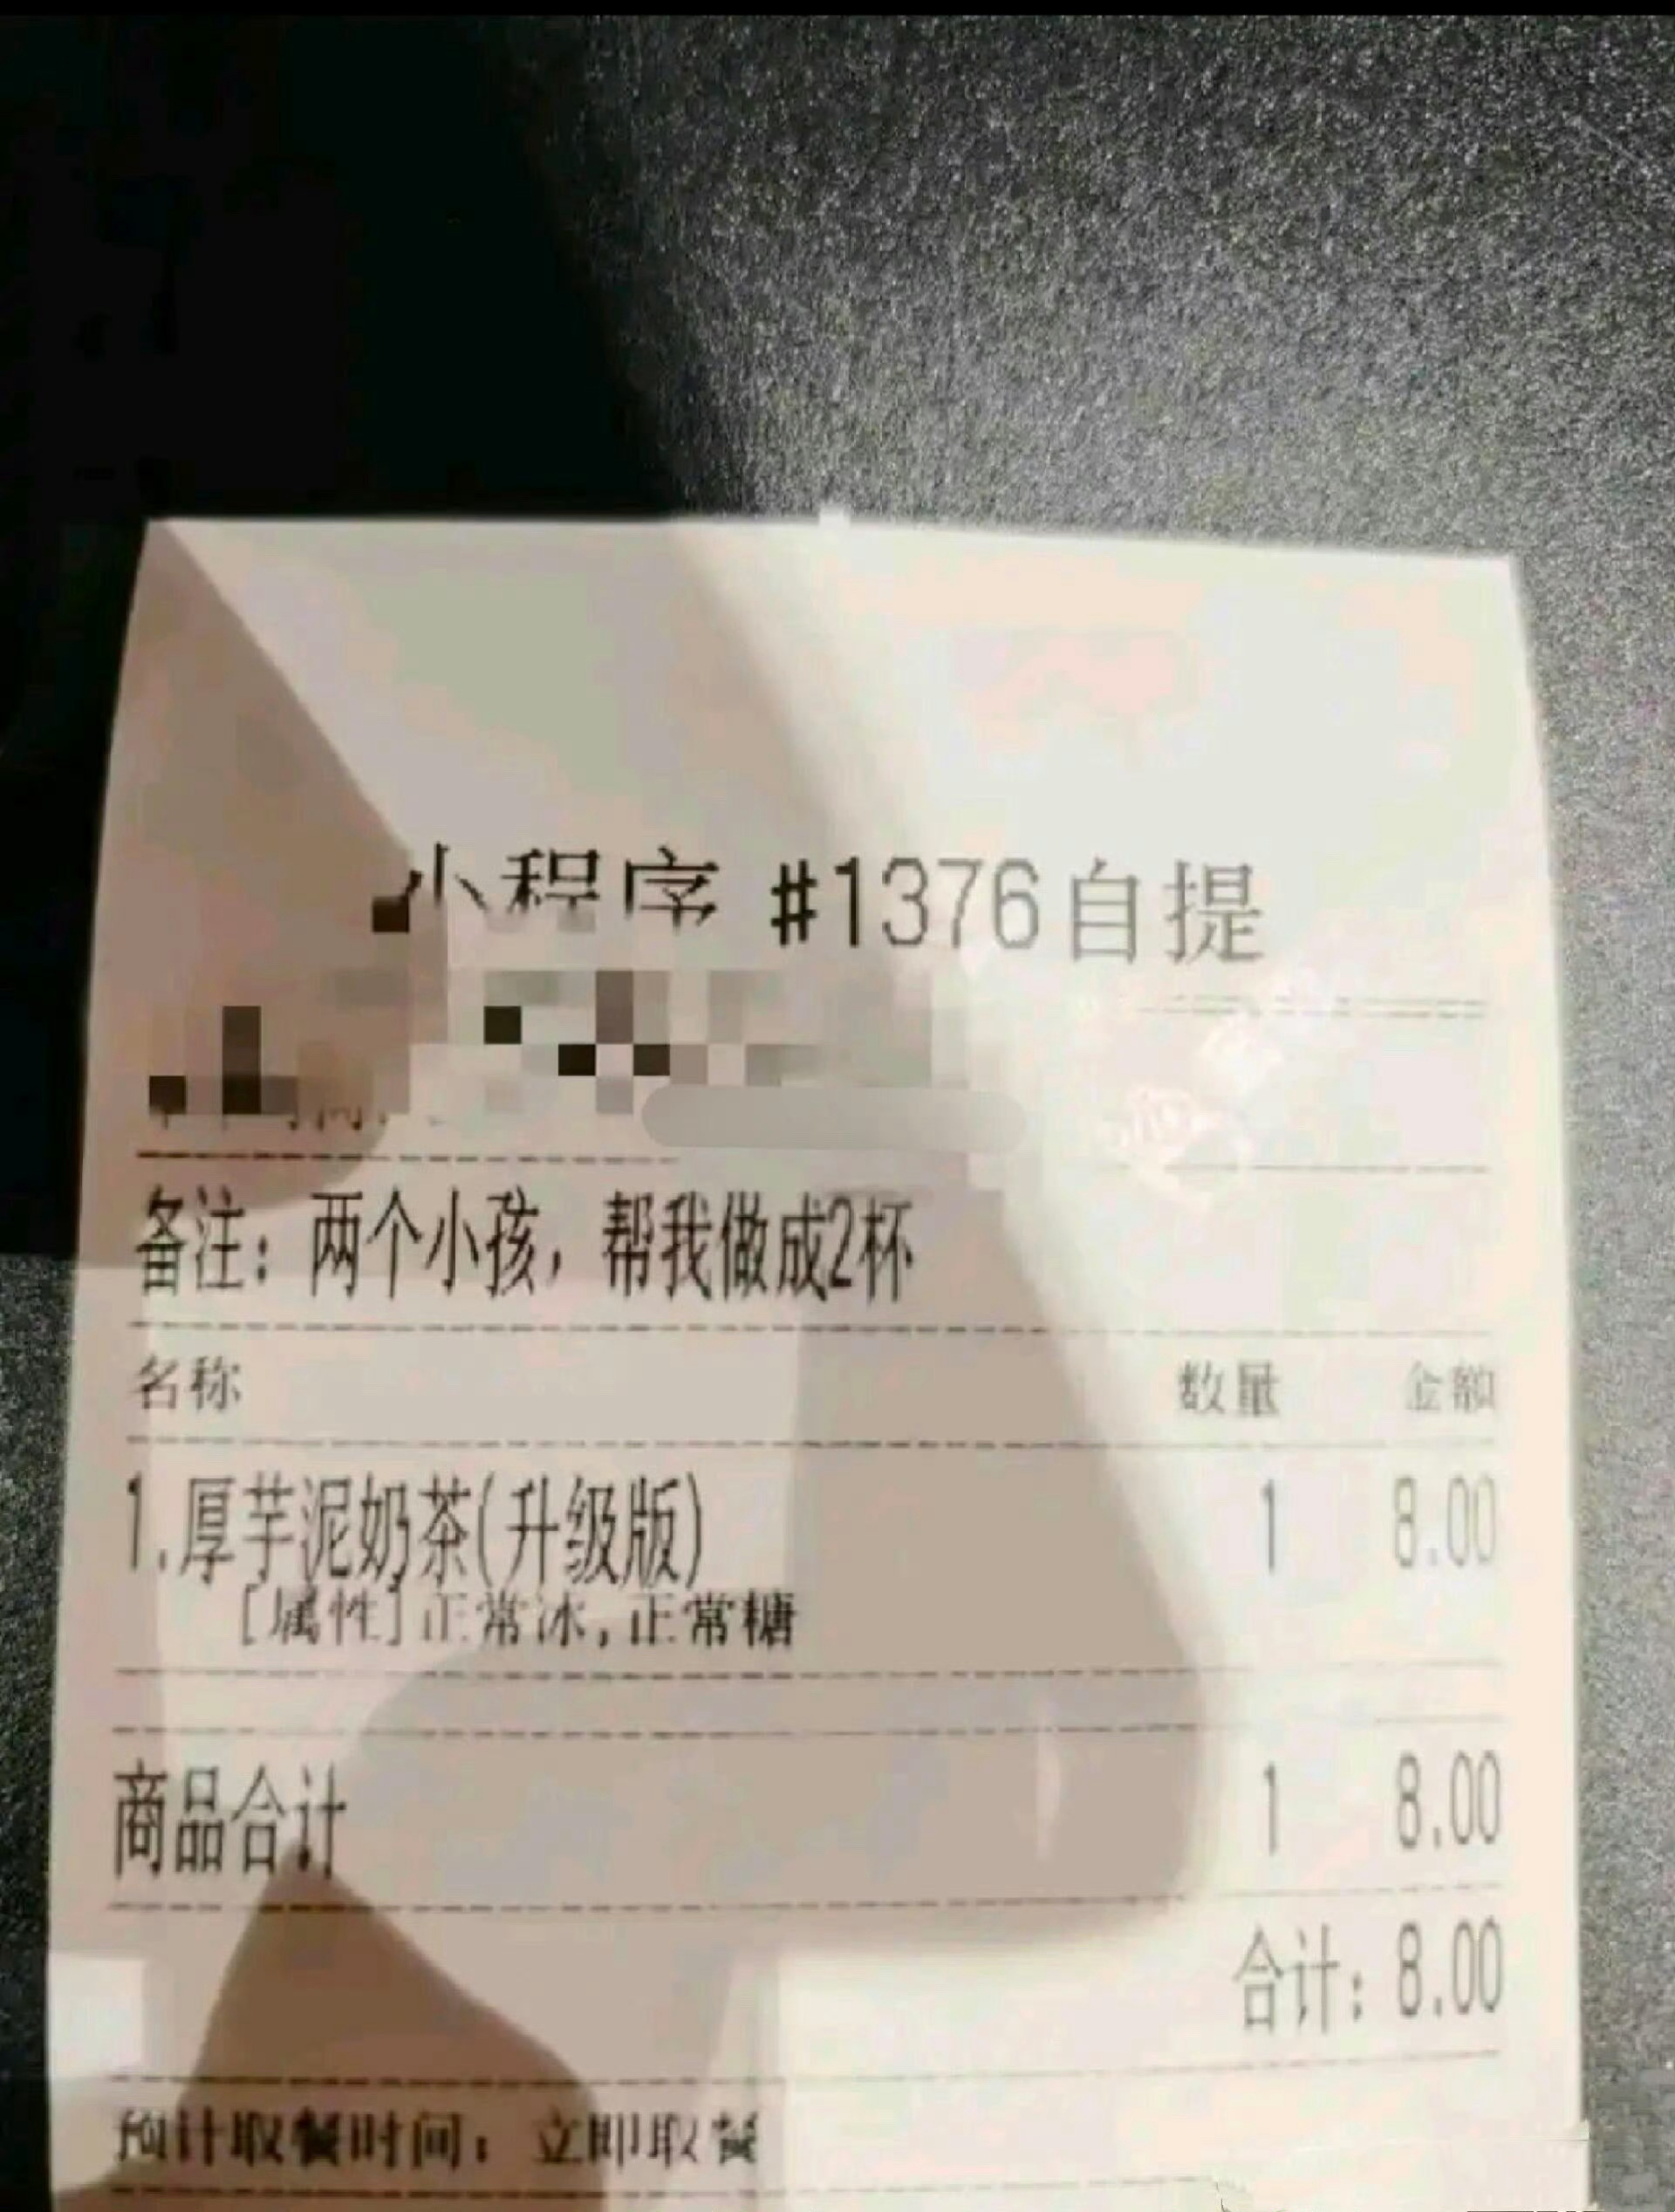 小程序 #1376自提
备注：两个小孩，帮我做成2杯
名称 数量 金额
1.厚芋泥奶茶(升级版) 1 8.00
[属性]正常冰,正常糖
商品合计 1 8.00
合计：8.00
预计取餐时间：立即取餐